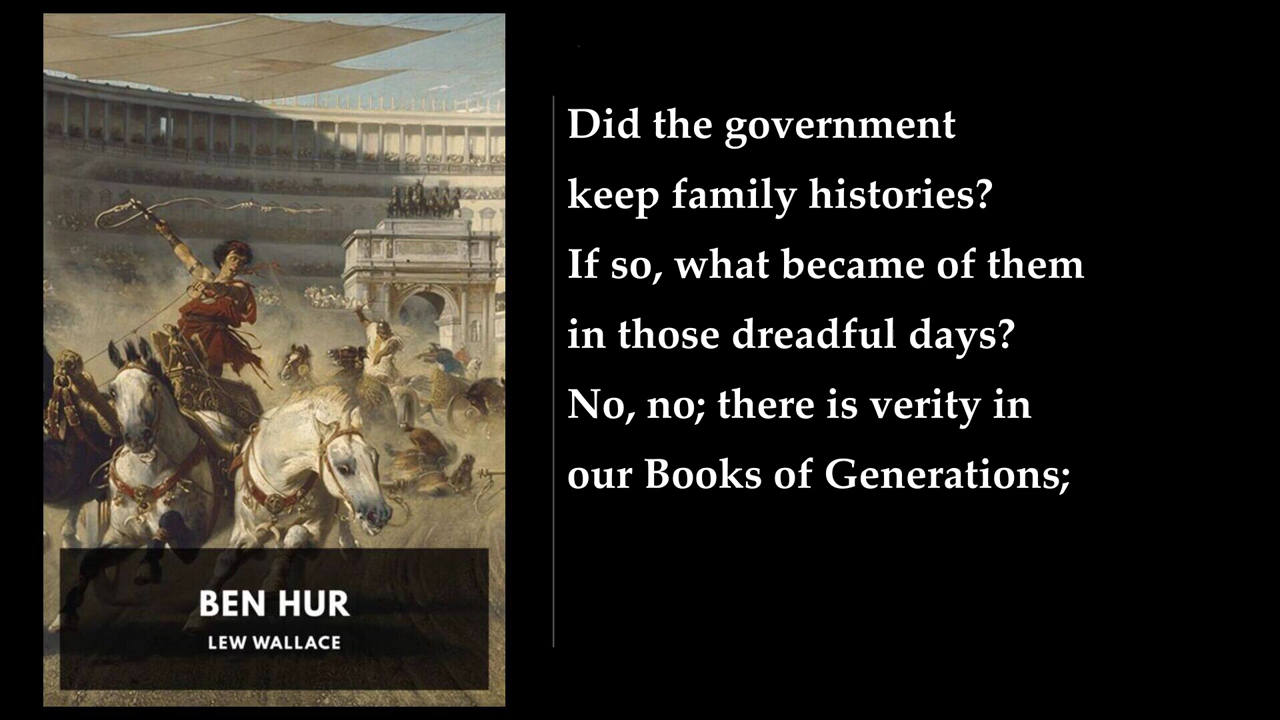 Did the government
keep family histories?
If so, what became of them
in those dreadful days?
No, no; there is verity in
our Books of Generations;
BEN HUR
LEW WALLACE